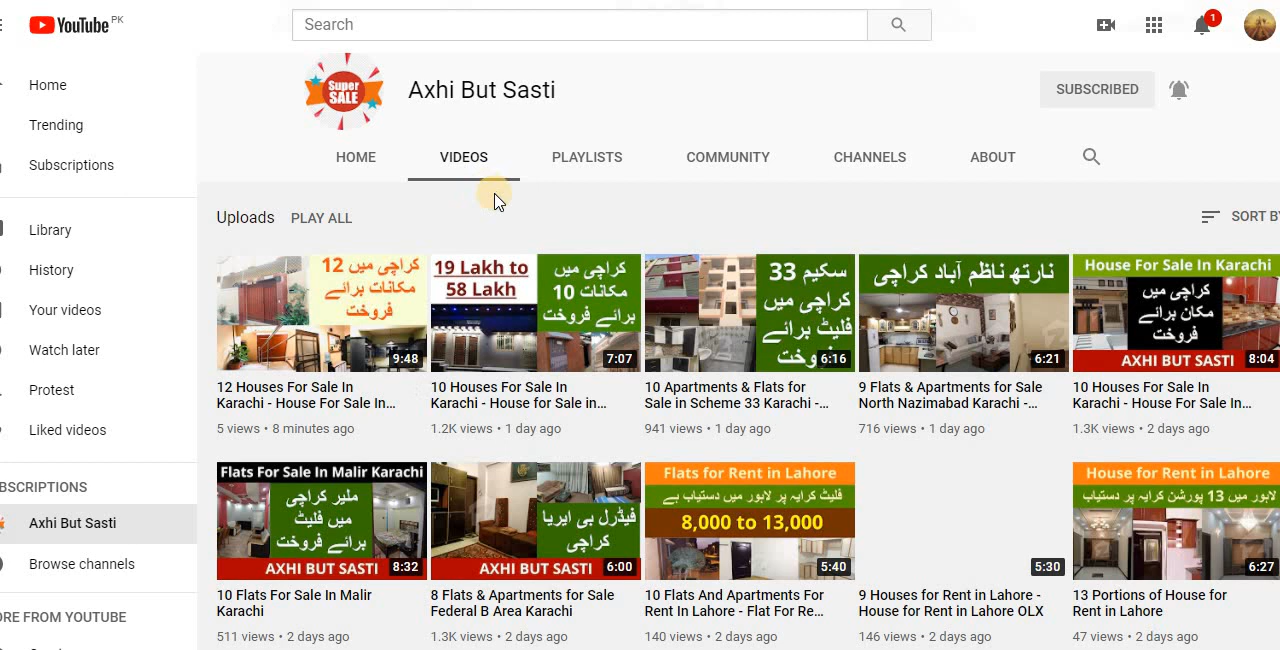 YouTube PK
Search
1
Home
Trending
Subscriptions
Library
History
Your videos
Watch later
Protest
Liked videos
BSCRIPTIONS
Axhi But Sasti
Browse channels
ORE FROM YOUTUBE
Super
SALE
Axhi But Sasti
SUBSCRIBED
HOME
VIDEOS
PLAYLISTS
COMMUNITY
CHANNELS
ABOUT
Uploads
PLAY ALL
SORT BY
کراچی میں 12
مکانات برائے
فروخت
9:48
12 Houses For Sale In
Karachi - House For Sale In...
5 views • 8 minutes ago
19 Lakh to
58 Lakh
کراچی میں
10 مکانات
برائے فروخت
7:07
10 Houses For Sale In
Karachi - House for Sale in...
1.2K views • 1 day ago
سکیم 33
کراچی میں
فلیٹ برائے
فروخت
6:16
10 Apartments & Flats for
Sale in Scheme 33 Karachi -...
941 views • 1 day ago
نارتھ ناظم آباد کراچی
6:21
9 Flats & Apartments for Sale
North Nazimabad Karachi -...
716 views • 1 day ago
House For Sale In Karachi
کراچی میں
مکان برائے
فروخت
AXHI BUT SASTI
8:04
10 Houses For Sale In
Karachi - House For Sale In...
1.3K views • 2 days ago
Flats For Sale In Malir Karachi
ملیر کراچی
میں فلیٹ
برائے فروخت
AXHI BUT SASTI
8:32
10 Flats For Sale In Malir
Karachi
511 views • 2 days ago
فیڈرل بی ایریا
کراچی
AXHI BUT SASTI
6:00
8 Flats & Apartments for Sale
Federal B Area Karachi
1.3K views • 2 days ago
Flats for Rent in Lahore
فلیٹ کرایہ پر لاہور میں دستیاب ہے
8,000 to 13,000
5:40
10 Flats And Apartments For
Rent In Lahore - Flat For Re...
140 views • 2 days ago
5:30
9 Houses for Rent in Lahore -
House for Rent in Lahore OLX
146 views • 2 days ago
House for Rent in Lahore
لاہور میں 13 پورشن کرایہ پر دستیاب
6:27
13 Portions of House for
Rent in Lahore
47 views • 2 days ago